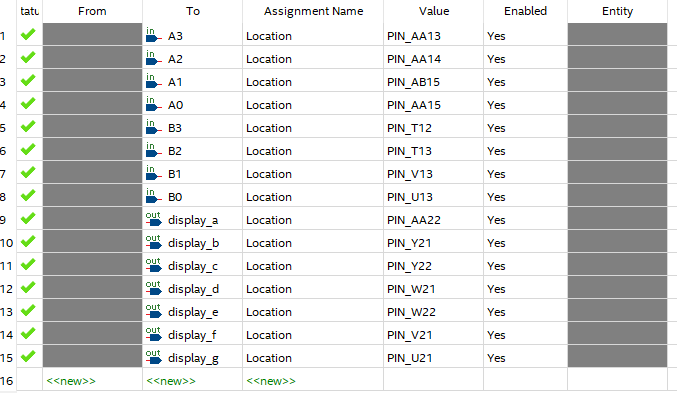 tatu From To Assignment Name Value Enabled Entity
1 in A3 Location PIN_AA13 Yes
2 in A2 Location PIN_AA14 Yes
3 in A1 Location PIN_AB15 Yes
4 in A0 Location PIN_AA15 Yes
5 in B3 Location PIN_T12 Yes
6 in B2 Location PIN_T13 Yes
7 in B1 Location PIN_V13 Yes
8 in B0 Location PIN_U13 Yes
9 out display_a Location PIN_AA22 Yes
10 out display_b Location PIN_Y21 Yes
11 out display_c Location PIN_Y22 Yes
12 out display_d Location PIN_W21 Yes
13 out display_e Location PIN_W22 Yes
14 out display_f Location PIN_V21 Yes
15 out display_g Location PIN_U21 Yes
16 <<new>> <<new>> <<new>>